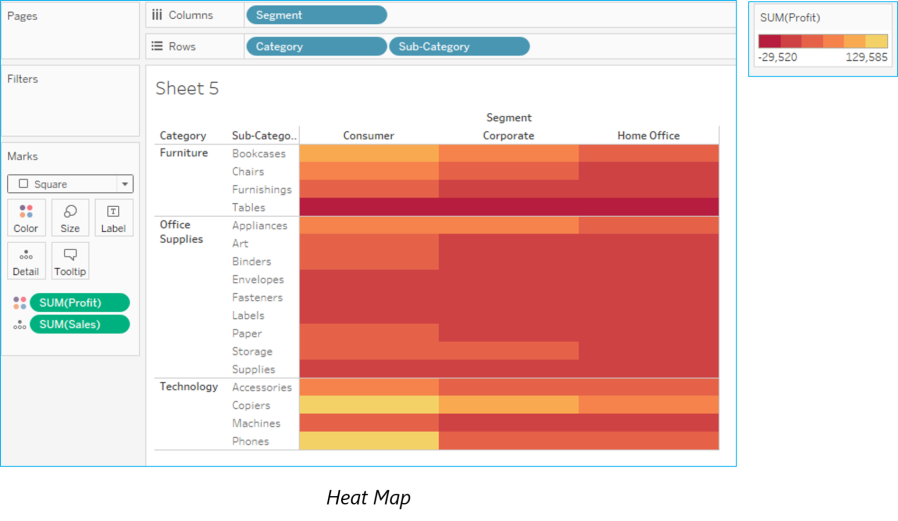 Pages
Columns Segment
Rows Category Sub-Category
SUM(Profit)
-29,520 129,585
Filters
Sheet 5
Segment
Category Sub-Catego.. Consumer Corporate Home Office
Marks
Square
Color Size Label
Detail Tooltip
SUM(Profit)
SUM(Sales)
Furniture Bookcases
Chairs
Furnishings
Tables
Office Supplies Appliances
Art
Binders
Envelopes
Fasteners
Labels
Paper
Storage
Supplies
Technology Accessories
Copiers
Machines
Phones
Heat Map